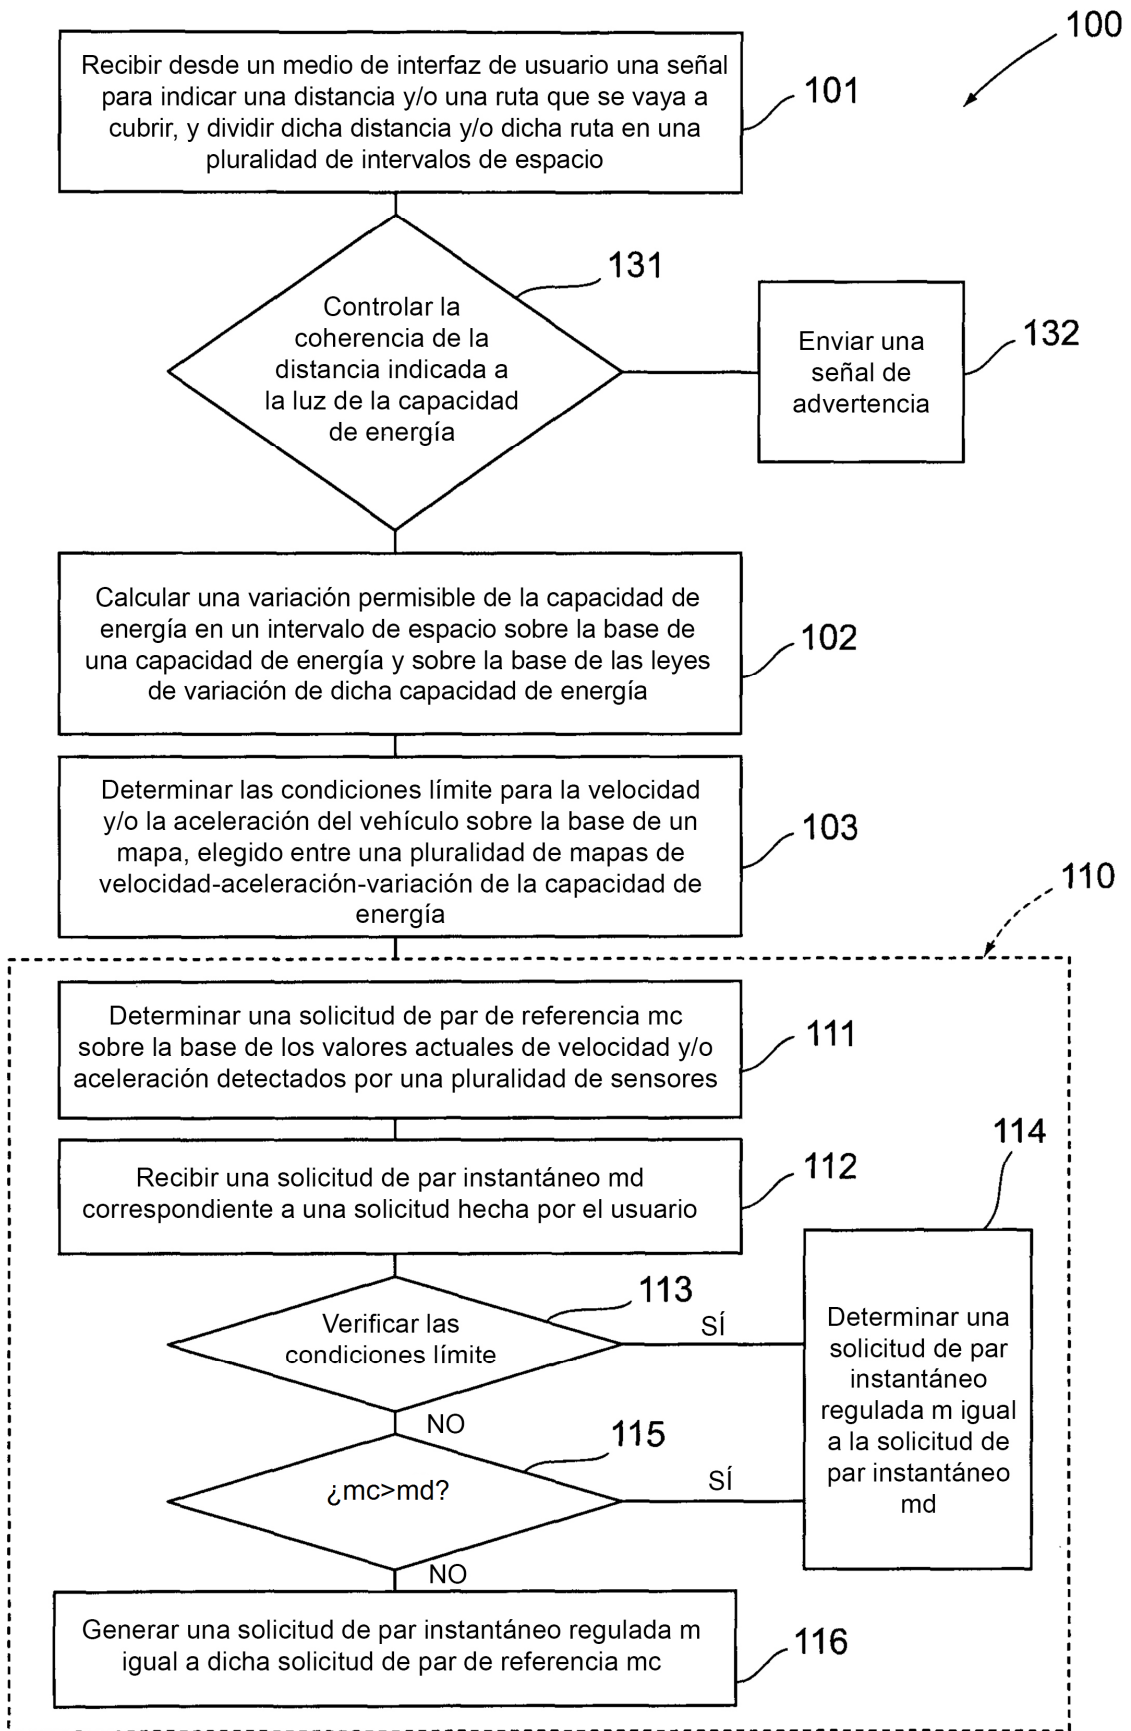 100
Recibir desde un medio de interfaz de usuario una señal
para indicar una distancia y/o una ruta que se vaya a
cubrir, y dividir dicha distancia y/o dicha ruta en una
pluralidad de intervalos de espacio
101
131
Controlar la
coherencia de la
distancia indicada a
la luz de la capacidad
de energía
Enviar una
señal de
advertencia
132
Calcular una variación permisible de la capacidad de
energía en un intervalo de espacio sobre la base de
una capacidad de energía y sobre la base de las leyes
de variación de dicha capacidad de energía
102
Determinar las condiciones límite para la velocidad
y/o la aceleración del vehículo sobre la base de un
mapa, elegido entre una pluralidad de mapas de
velocidad-aceleración-variación de la capacidad de
energía
103
110
Determinar una solicitud de par de referencia mc
sobre la base de los valores actuales de velocidad y/o
aceleración detectados por una pluralidad de sensores
111
Recibir una solicitud de par instantáneo md
correspondiente a una solicitud hecha por el usuario
112
114
113
Verificar las
condiciones límite
SÍ
NO
Determinar una
solicitud de par
instantáneo
regulada m igual
a la solicitud de
par instantáneo
md
115
¿mc>md?
SÍ
NO
Generar una solicitud de par instantáneo regulada m
igual a dicha solicitud de par de referencia mc
116